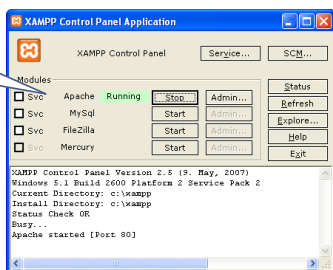 XAMPP Control Panel Application
XAMPP Control Panel
Service...
SCM...
Modules
Status
Svc Apache Running Stop Admin...
Refresh
Svc MySql Start Admin...
Explore...
Svc FileZilla Start Admin...
Help
Svc Mercury Start Admin...
Exit
XAMPP Control Panel Version 2.5 (9. May, 2007)
Windows 5.1 Build 2600 Platform 2 Service Pack 2
Current Directory: c:\xampp
Install Directory: c:\xampp
Status Check OK
Busy...
Apache started [Port 80]